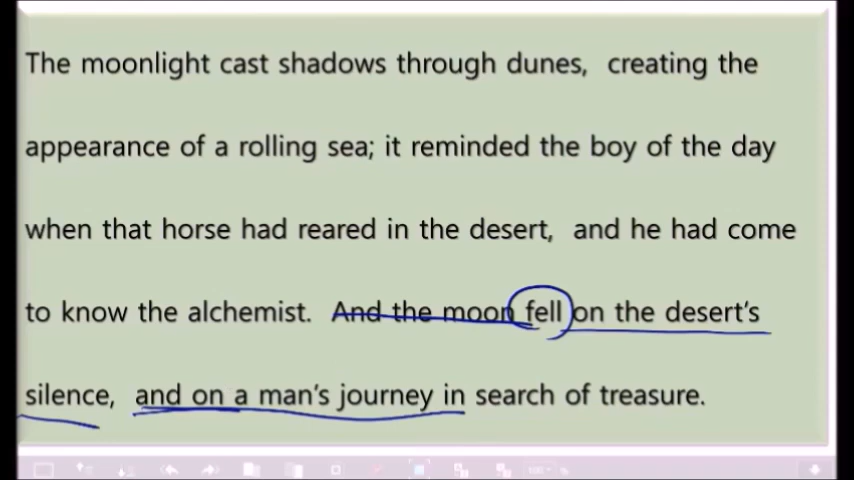 The moonlight cast shadows through dunes, creating the
appearance of a rolling sea; it reminded the boy of the day
when that horse had reared in the desert, and he had come
to know the alchemist. And the moon fell on the desert's
silence, and on a man's journey in search of treasure.